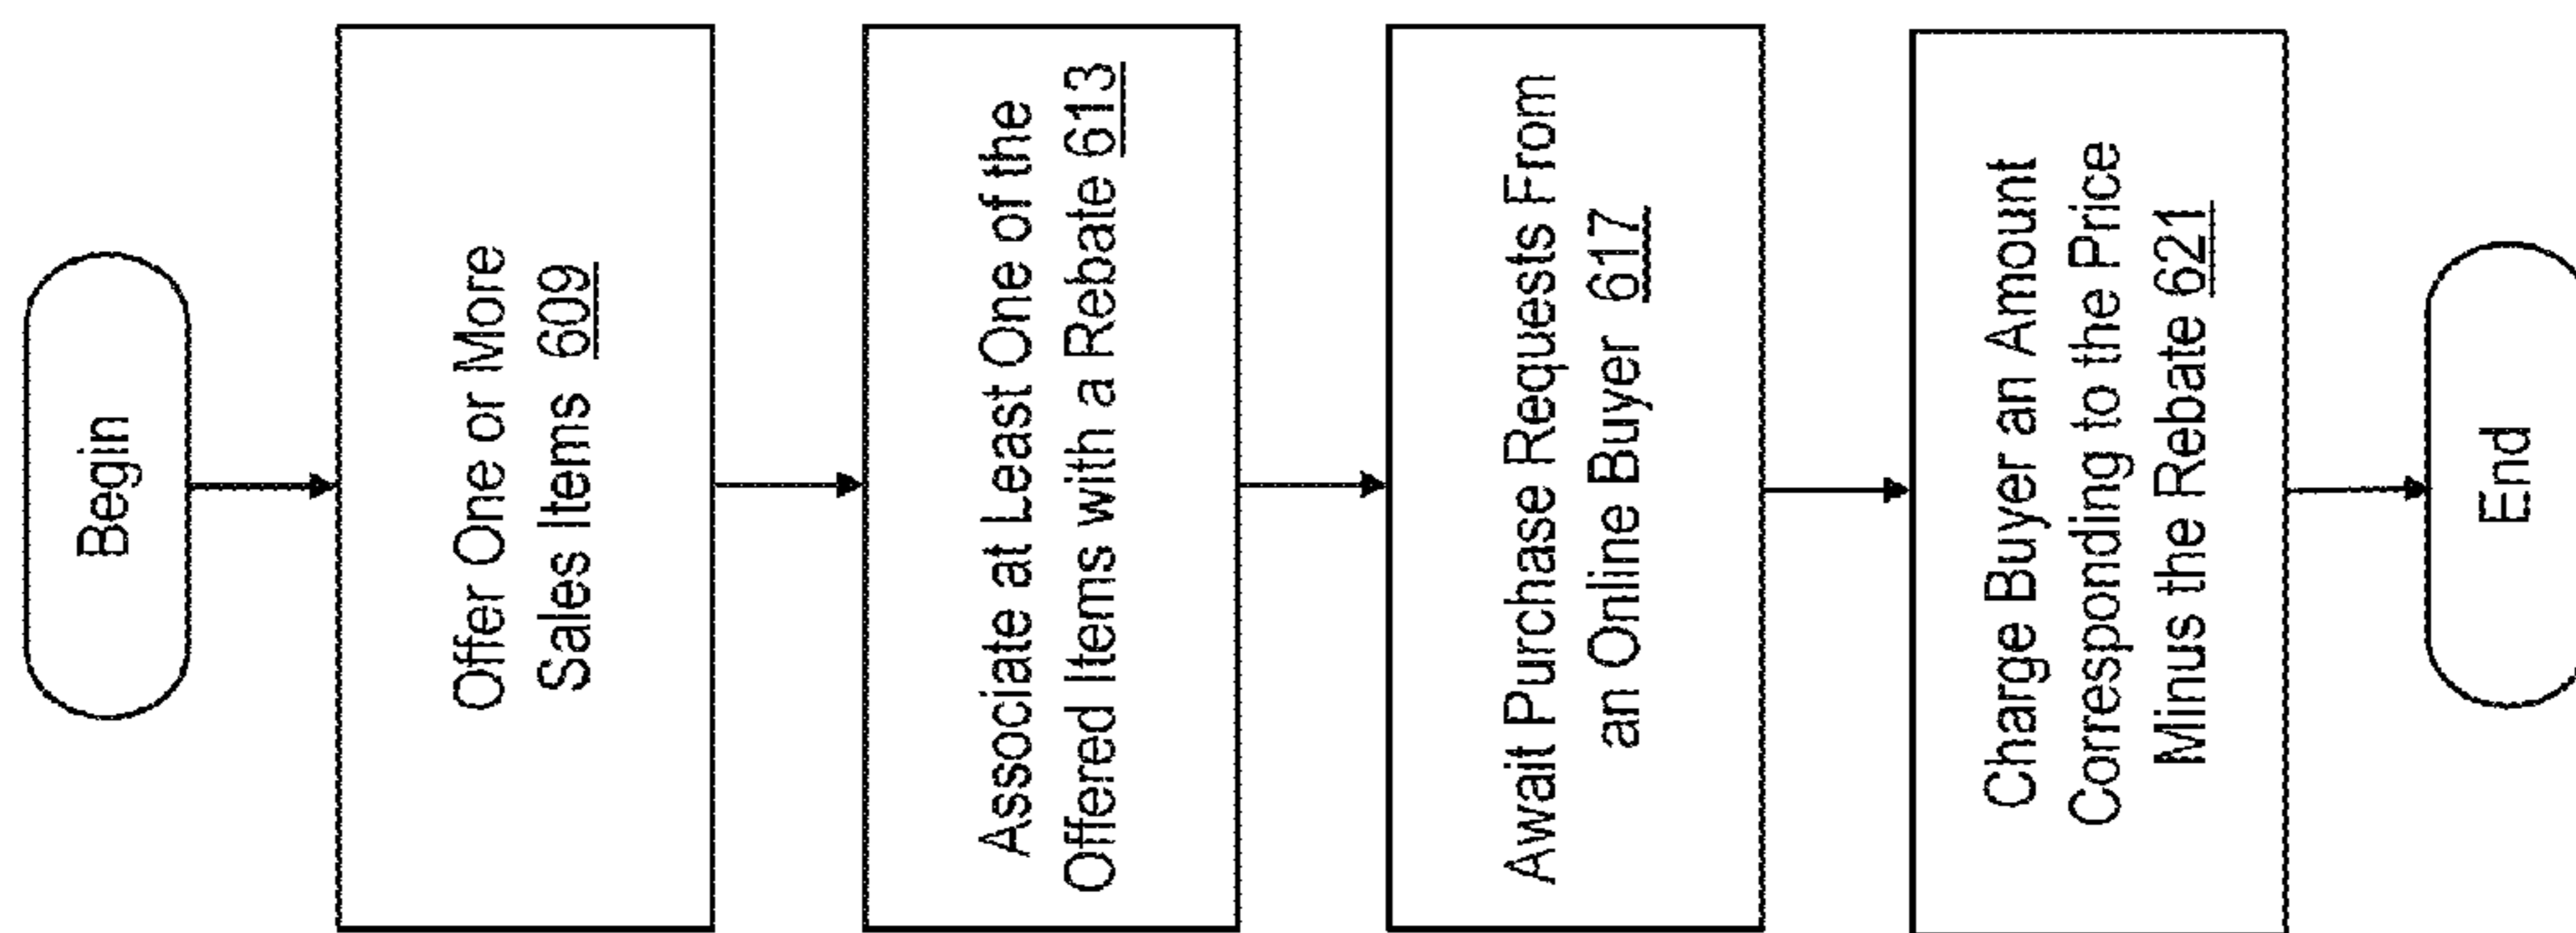 Begin
Offer One or More
Sales Items 609
Associate at Least One of the
Offered Items with a Rebate 613
Await Purchase Requests From
an Online Buyer 617
Charge Buyer an Amount
Corresponding to the Price
Minus the Rebate 621
End